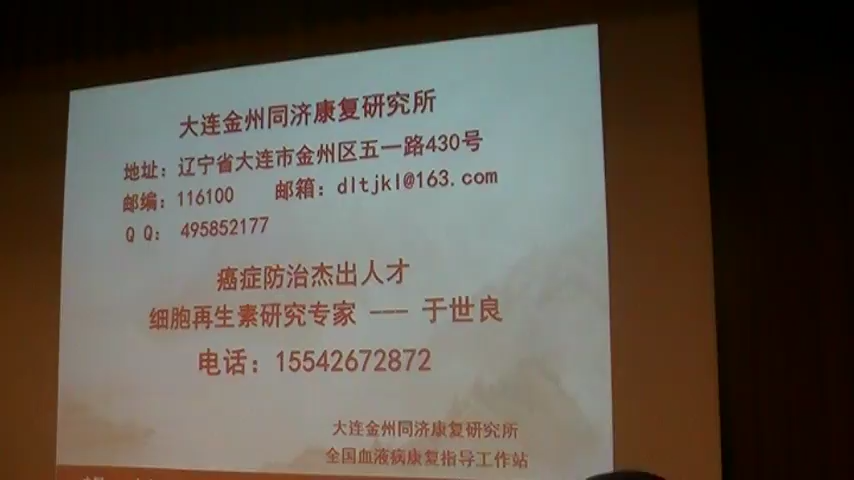 大连金州同济康复研究所
地址：辽宁省大连市金州区五一路430号
邮编：116100 邮箱：dltjkl@163.com
QQ： 495852177
癌症防治杰出人才
细胞再生素研究专家 --- 于世良
电话：15542672872
大连金州同济康复研究所
全国血液病康复指导工作站